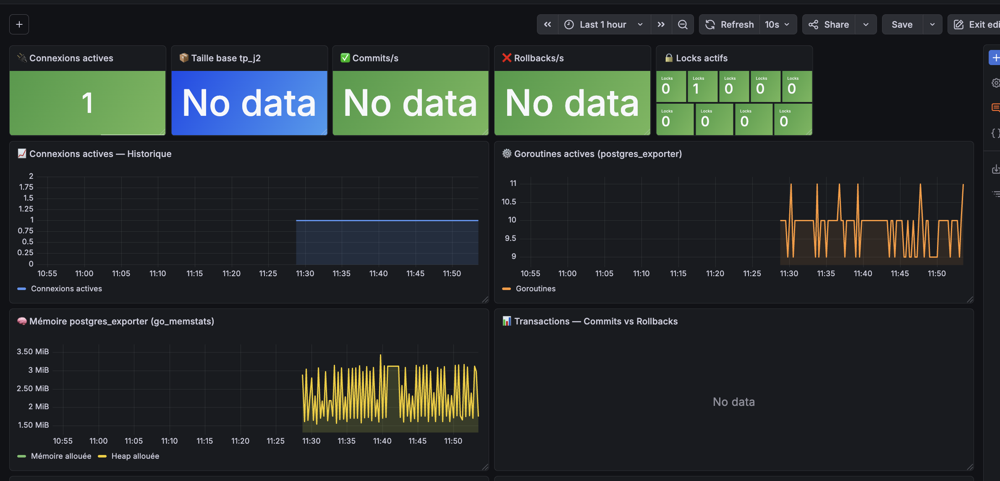 Last 1 hour
Refresh
10s
Share
Save
Exit edi
Connexions actives
Taille base tp_j2
Commits/s
Rollbacks/s
Locks actifs
1
No data
No data
No data
Locks Locks Locks Locks Locks
0 1 0 0 0
Locks Locks Locks Locks
0 0 0 0
Connexions actives — Historique
2
1.75
1.5
1.25
1
0.75
0.5
0.25
0
10:55 11:00 11:05 11:10 11:15 11:20 11:25 11:30 11:35 11:40 11:45 11:50
Connexions actives
Goroutines actives (postgres_exporter)
11
10.5
10
9.5
9
10:55 11:00 11:05 11:10 11:15 11:20 11:25 11:30 11:35 11:40 11:45 11:50
Goroutines
Mémoire postgres_exporter (go_memstats)
3.50 MiB
3 MiB
2.50 MiB
2 MiB
1.50 MiB
10:55 11:00 11:05 11:10 11:15 11:20 11:25 11:30 11:35 11:40 11:45 11:50
Mémoire allouée Heap allouée
Transactions — Commits vs Rollbacks
No data